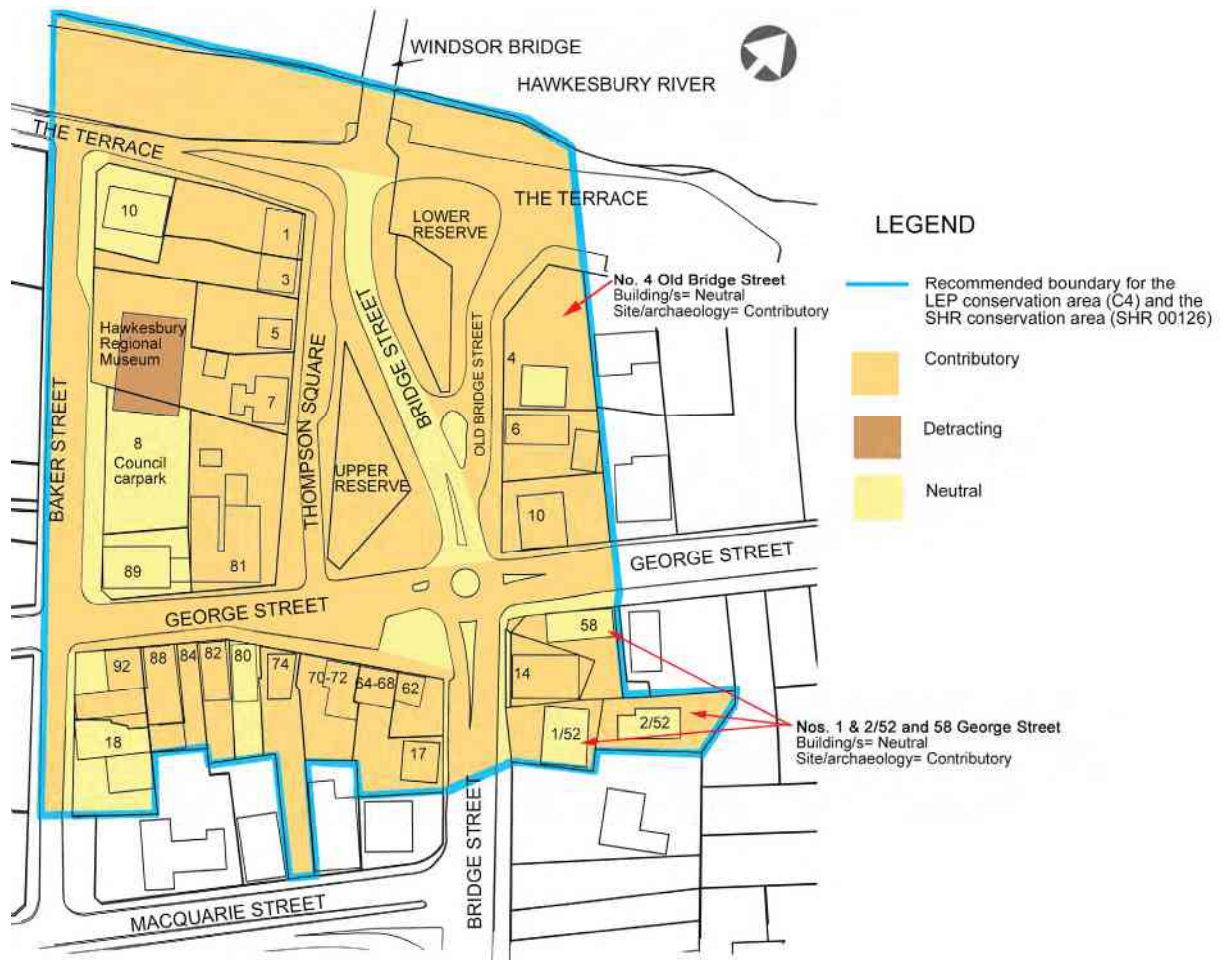 WINDSOR BRIDGE
HAWKESBURY RIVER
THE TERRACE
THE TERRACE
LOWER
RESERVE
10
1
3
Hawkesbury
Regional
Museum
5
7
BAKER STREET
THOMPSON SQUARE
BRIDGE STREET
OLD BRIDGE STREET
UPPER
RESERVE
8
Council
carpark
89
81
4
6
10
No. 4 Old Bridge Street
Building/s= Neutral
Site/archaeology= Contributory
GEORGE STREET
GEORGE STREET
92
88
84
82
80
74
70-72
64-68
62
18
17
58
14
1/52
2/52
Nos. 1 & 2/52 and 58 George Street
Building/s= Neutral
Site/archaeology= Contributory
BRIDGE STREET
MACQUARIE STREET
LEGEND
Recommended boundary for the
LEP conservation area (C4) and the
SHR conservation area (SHR 00126)
Contributory
Detracting
Neutral